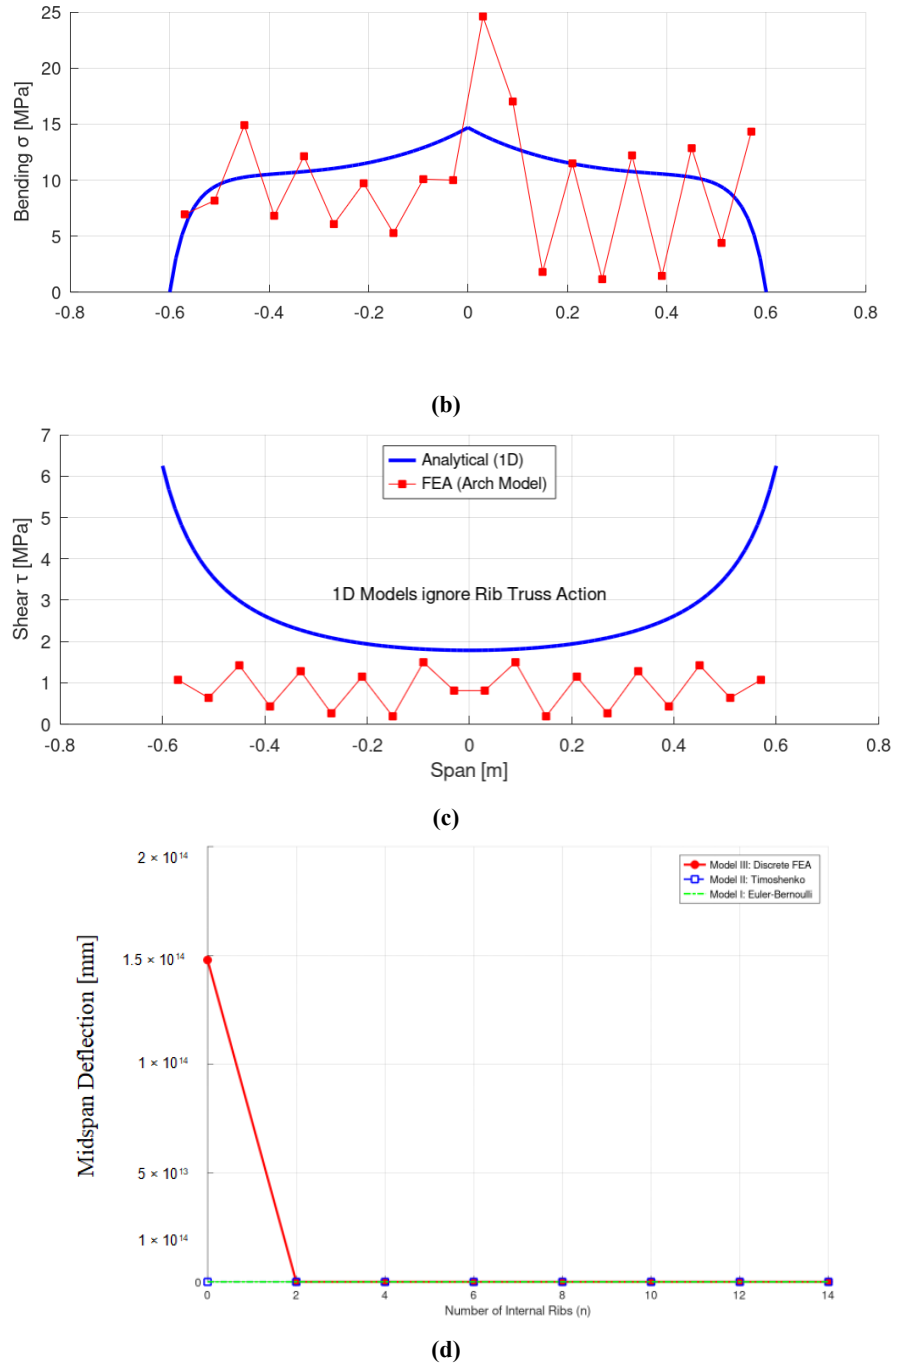 25
20
15
10
5
0
Bending σ [MPa]
-0.8 -0.6 -0.4 -0.2 0 0.2 0.4 0.6 0.8
(b)
7
6
5
4
3
2
1
0
Shear τ [MPa]
Analytical (1D)
FEA (Arch Model)
1D Models ignore Rib Truss Action
-0.8 -0.6 -0.4 -0.2 0 0.2 0.4 0.6 0.8
Span [m]
(c)
2 × 10¹⁴
1.5 × 10¹⁴
1 × 10¹⁴
5 × 10¹³
1 × 10¹⁴
0
Midspan Deflection [mm]
Model III: Discrete FEA
Model II: Timoshenko
Model I: Euler-Bernoulli
0 2 4 6 8 10 12 14
Number of Internal Ribs (n)
(d)